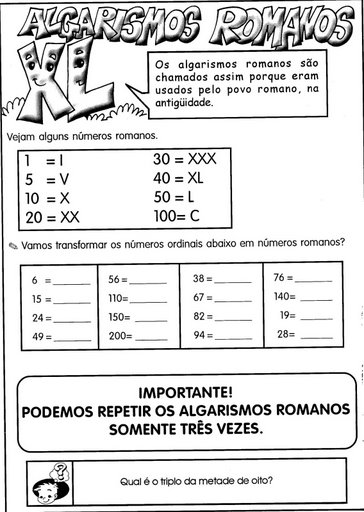 ALGARISMOS ROMANOS
XL
Os algarismos romanos são
chamados assim porque eram
usados pelo povo romano, na
antigüidade.
Vejam alguns números romanos.
1 = I 30 = XXX
5 = V 40 = XL
10 = X 50 = L
20 = XX 100= C
Vamos transformar os números ordinais abaixo em números romanos?
6 =______ 56 =______ 38 =______ 76 =______
15 =______ 110=______ 67 =______ 140=______
24 =______ 150=______ 82 =______ 19=______
49 =______ 200=______ 94 =______ 28=______
IMPORTANTE!
PODEMOS REPETIR OS ALGARISMOS ROMANOS
SOMENTE TRÊS VEZES.
?
Qual é o triplo da metade de oito?